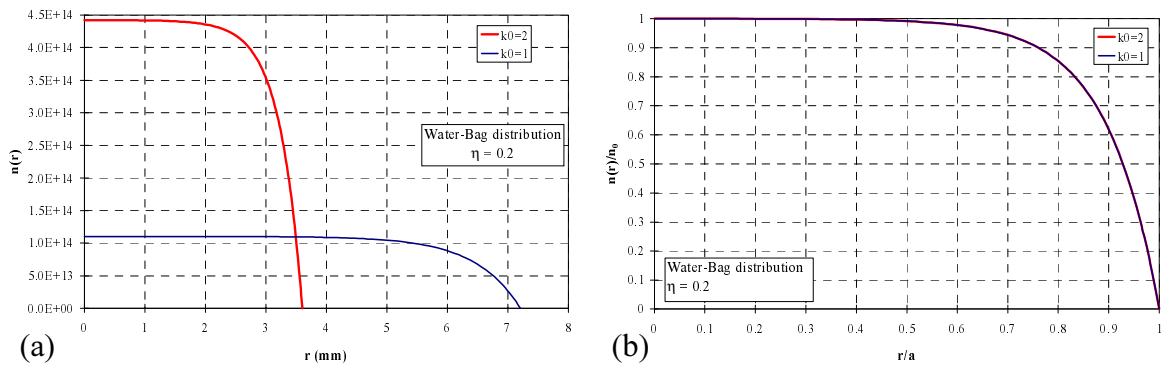 4.5E+14
4.0E+14
3.5E+14
3.0E+14
2.5E+14
2.0E+14
1.5E+14
1.0E+14
5.0E+13
0.0E+00
n(r)
k0=2
k0=1
Water-Bag distribution
η = 0.2
0 1 2 3 4 5 6 7 8
r (mm)
(a)
1
0.9
0.8
0.7
0.6
0.5
0.4
0.3
0.2
0.1
0
n(r)/n₀
k0=2
k0=1
Water-Bag distribution
η = 0.2
0 0.1 0.2 0.3 0.4 0.5 0.6 0.7 0.8 0.9 1
r/a
(b)